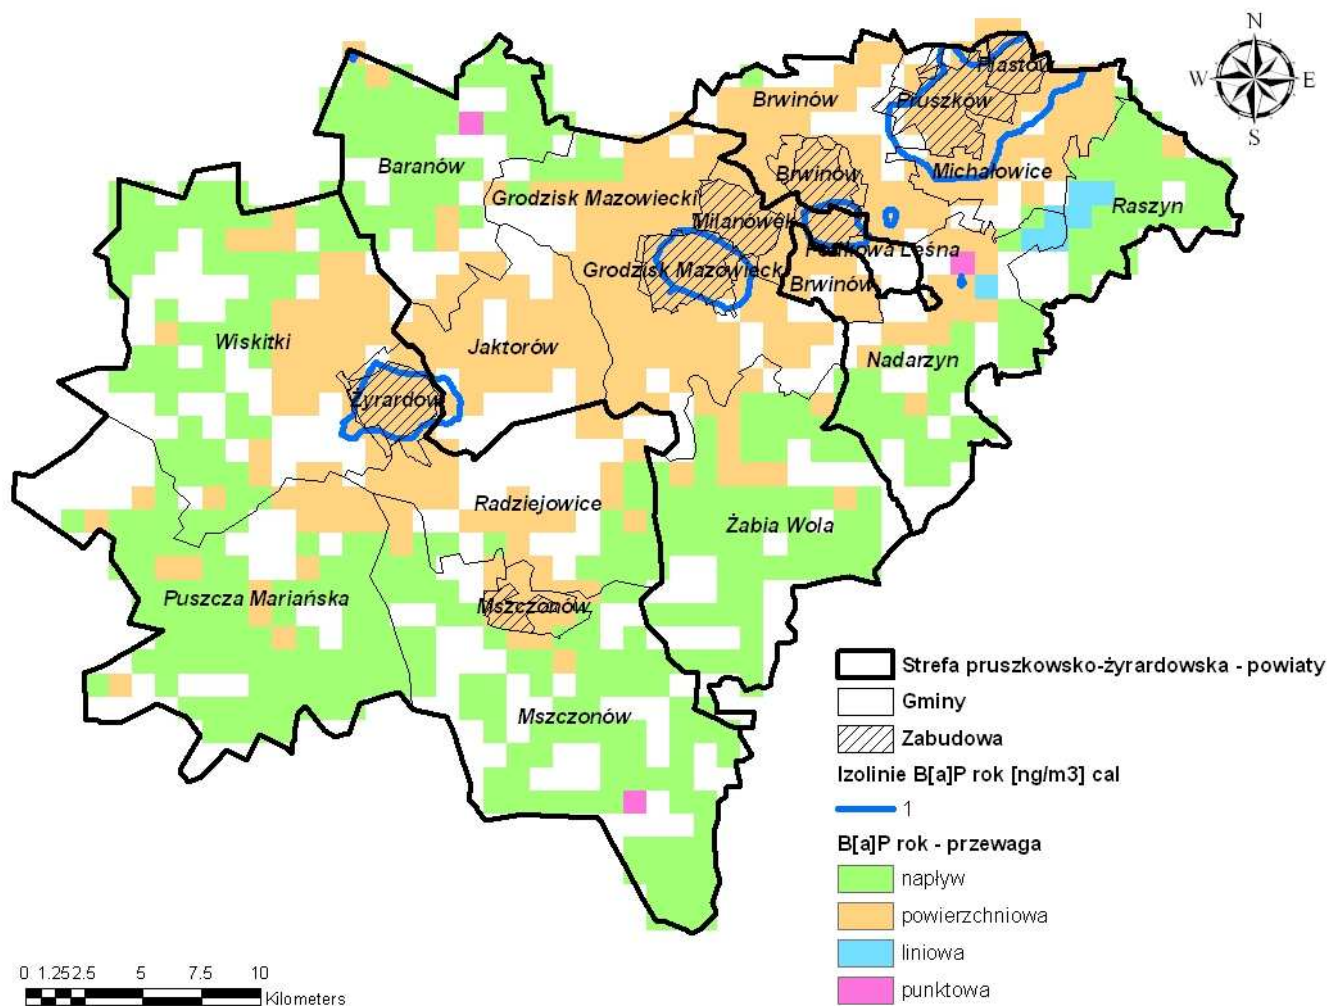 N
W E
S
Piastów
Brwinów
Pruszków
Baranów
Brwinów
Michałowice
Grodzisk Mazowiecki
Raszyn
Milanówek
Podkowa Leśna
Grodzisk Mazowiecki
Brwinów
Wiskitki
Jaktorów
Nadarzyn
Żyrardów
Radziejowice
Żabia Wola
Puszcza Mariańska
Mszczonów
Mszczonów
Strefa pruszkowsko-żyrardowska - powiaty
Gminy
Zabudowa
Izolinie B[a]P rok [ng/m3] cal
1
B[a]P rok - przewaga
napływ
powierzchniowa
liniowa
punktowa
0 1.25 2.5 5 7.5 10
Kilometers